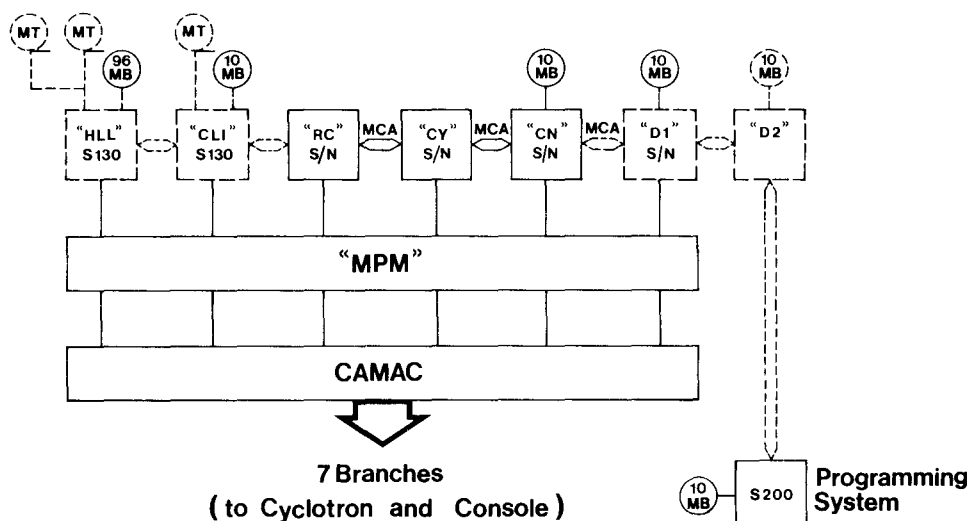 MT MT MT
96 MB 10 MB 10 MB 10 MB 10 MB
"HLL" S130 "CLI" S130 "RC" S/N MCA "CY" S/N MCA "CN" S/N MCA "D1" S/N "D2"
"MPM"
CAMAC
7 Branches
(to Cyclotron and Console)
10 MB S200 Programming System